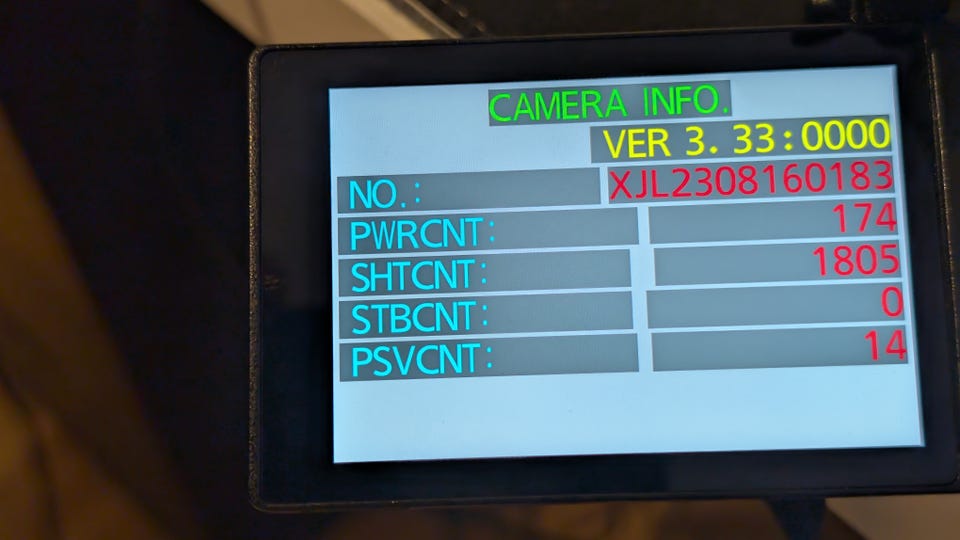 CAMERA INFO.
VER 3. 33:0000
NO.: XJL2308160183
PWRCNT: 174
SHTCNT: 1805
STBCNT: 0
PSVCNT: 14